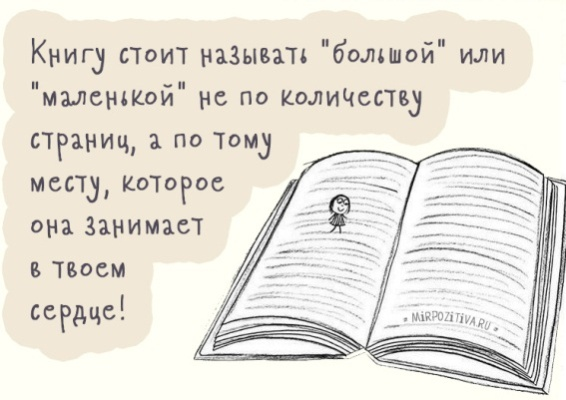 Книгу стоит называть "большой" или
"маленькой" не по количеству
страниц, а по тому
месту, которое
она занимает
в твоем
сердце!
• MiRPOZiTiVA.RU •